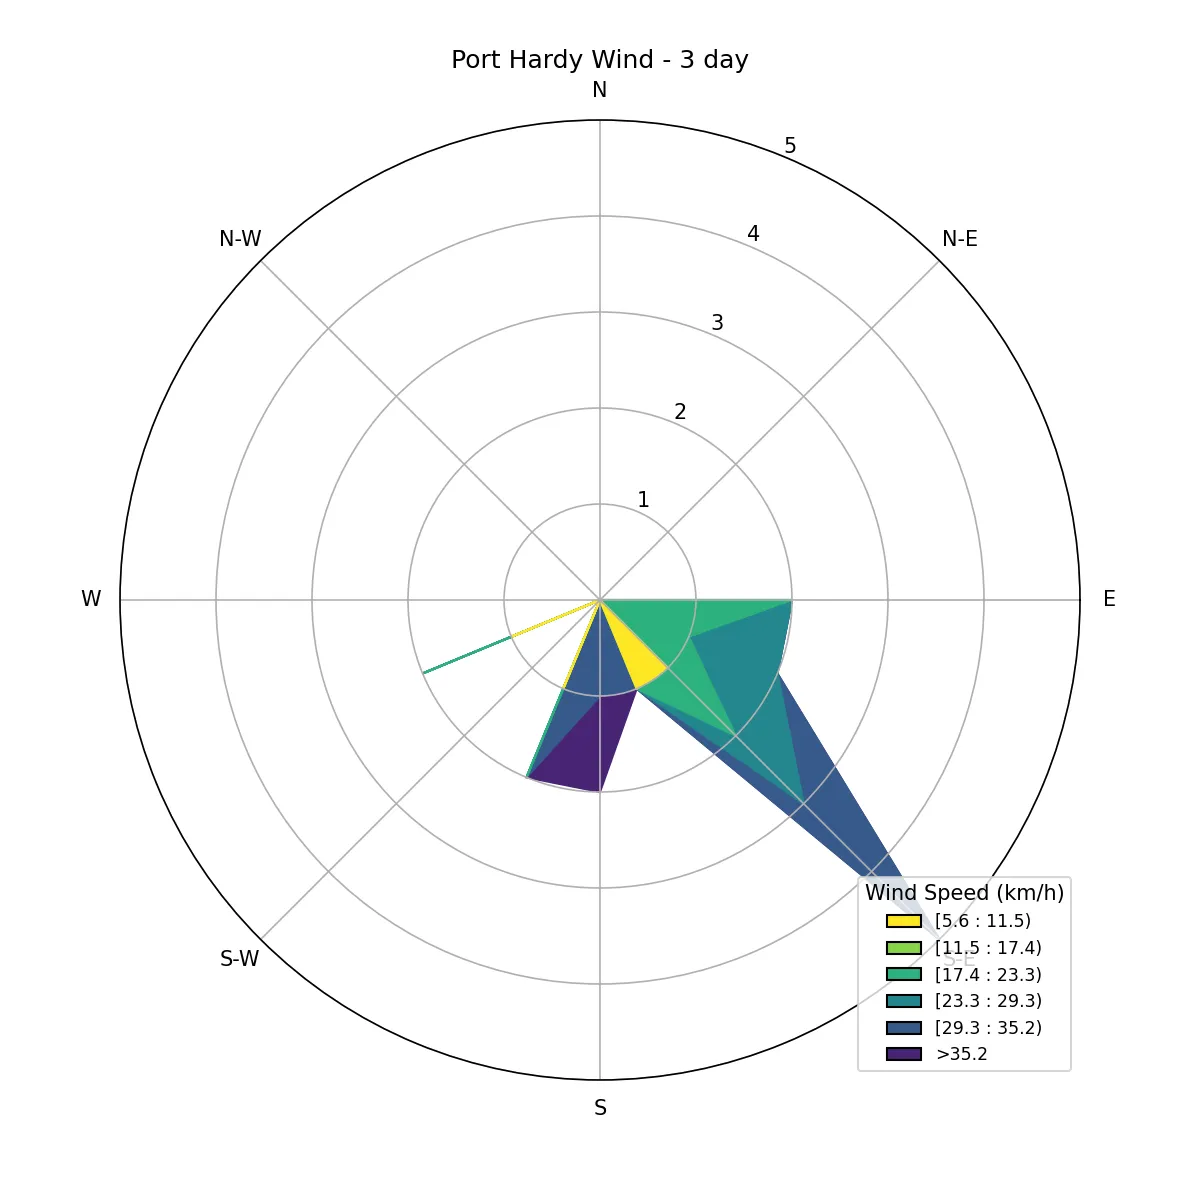 Port Hardy Wind - 3 day
N
5
N-W
N-E
4
3
2
1
W
E
Wind Speed (km/h)
[5.6 : 11.5)
[11.5 : 17.4)
S-W
S-E
[17.4 : 23.3)
[23.3 : 29.3)
[29.3 : 35.2)
>35.2
S